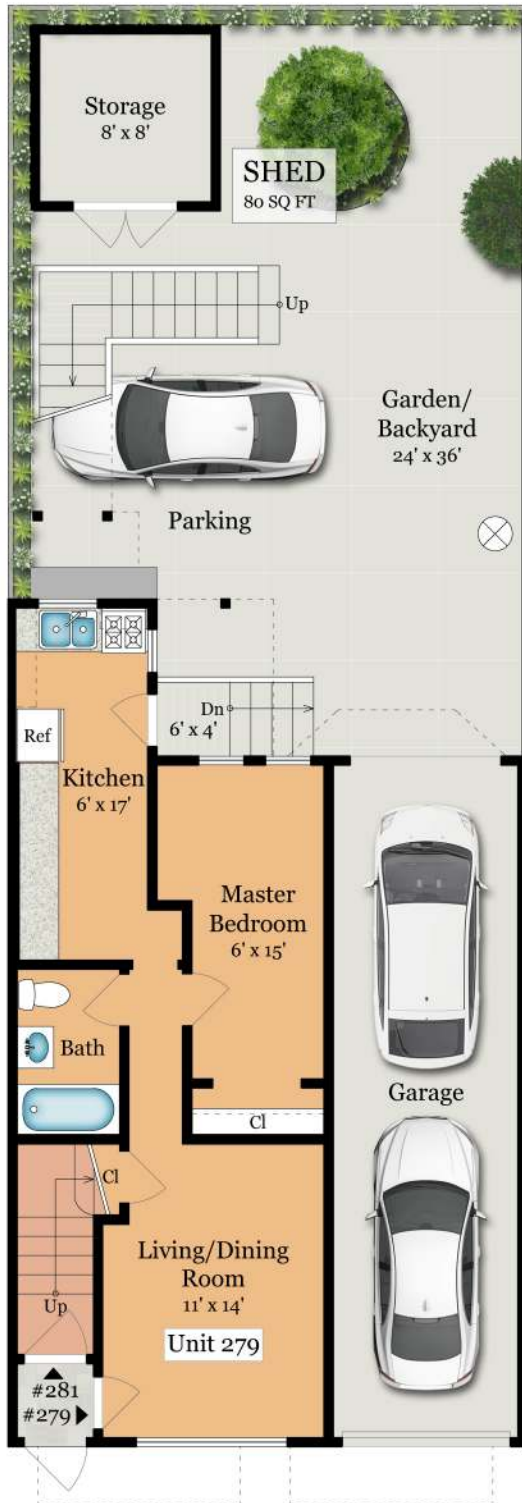 Storage
8' x 8'
SHED
80 SQ FT
Up
Garden/
Backyard
24' x 36'
Parking
Dn
6' x 4'
Ref
Kitchen
6' x 17'
Master
Bedroom
6' x 15'
Bath
Garage
Cl
Cl
Living/Dining
Room
11' x 14'
Up
Unit 279
#281
#279